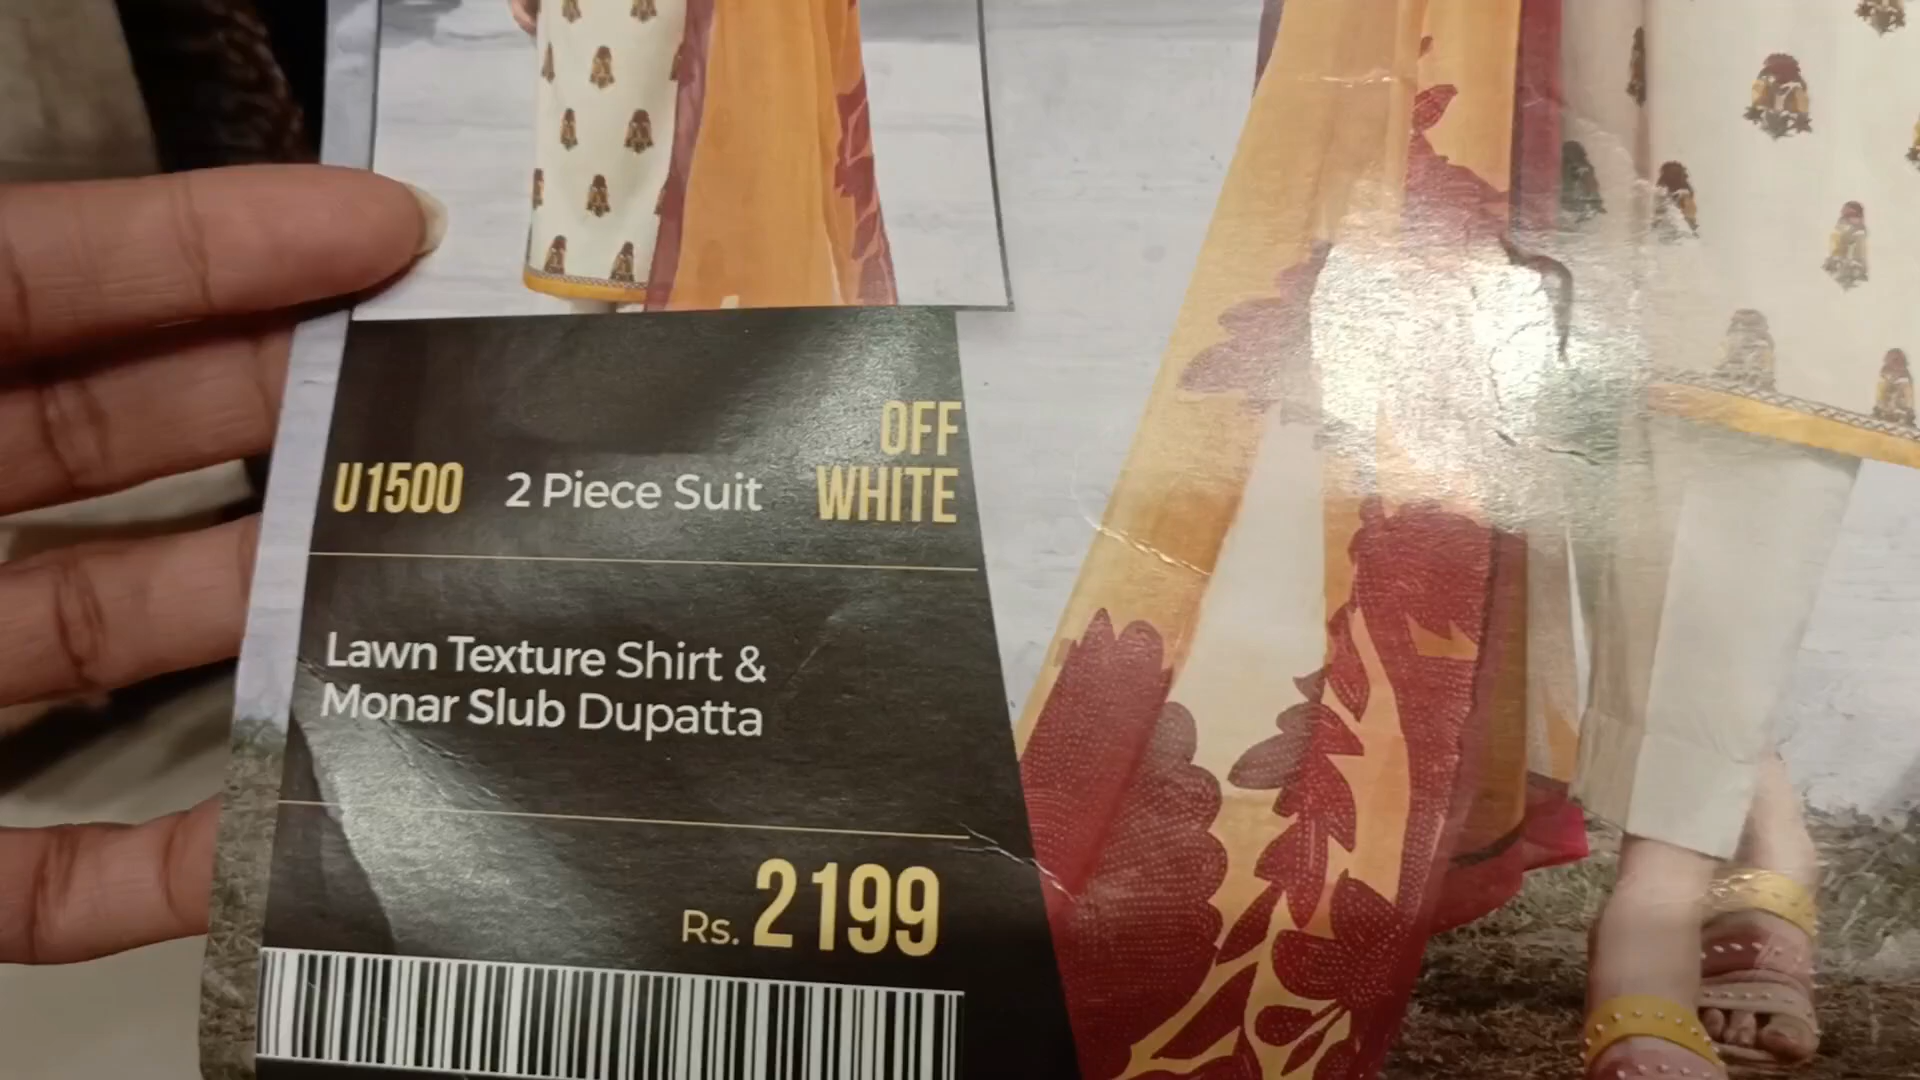 U1500 2 Piece Suit OFF WHITE
Lawn Texture Shirt &
Monar Slub Dupatta
Rs. 2199